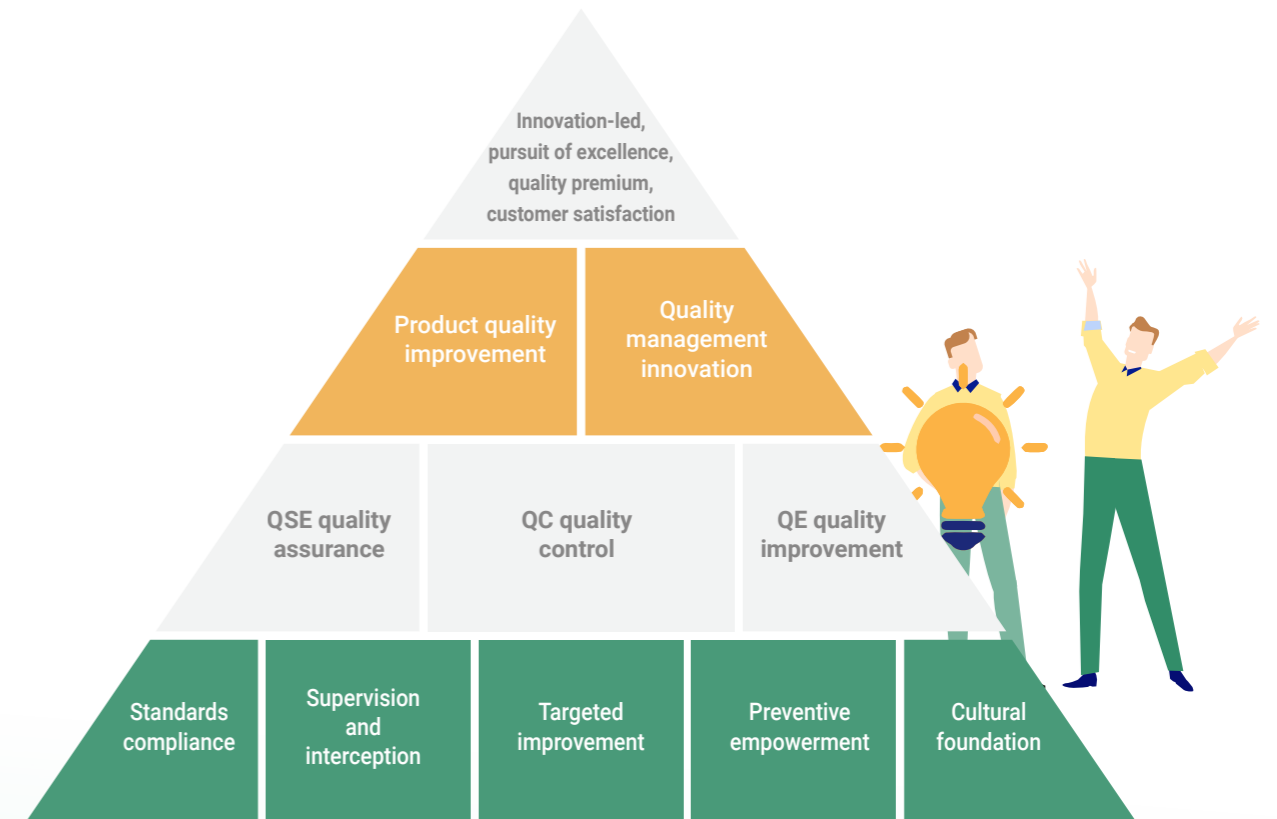 Innovation-led,
pursuit of excellence,
quality premium,
customer satisfaction
Product quality
improvement
Quality
management
innovation
QSE quality
assurance
QC quality
control
QE quality
improvement
Standards
compliance
Supervision
and
interception
Targeted
improvement
Preventive
empowerment
Cultural
foundation